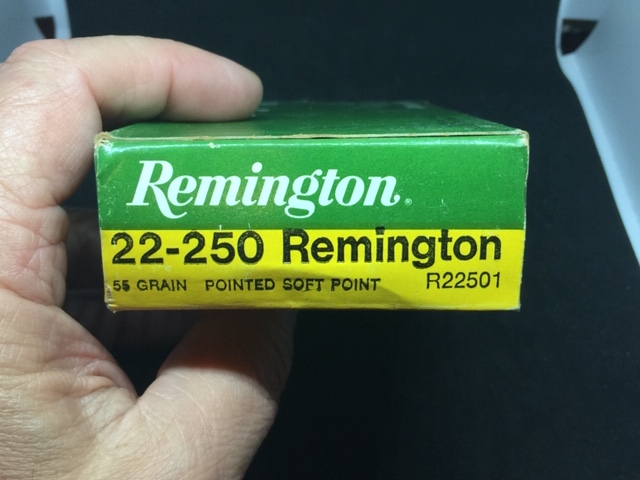 Remington®
22-250 Remington
55 GRAIN POINTED SOFT POINT R22501